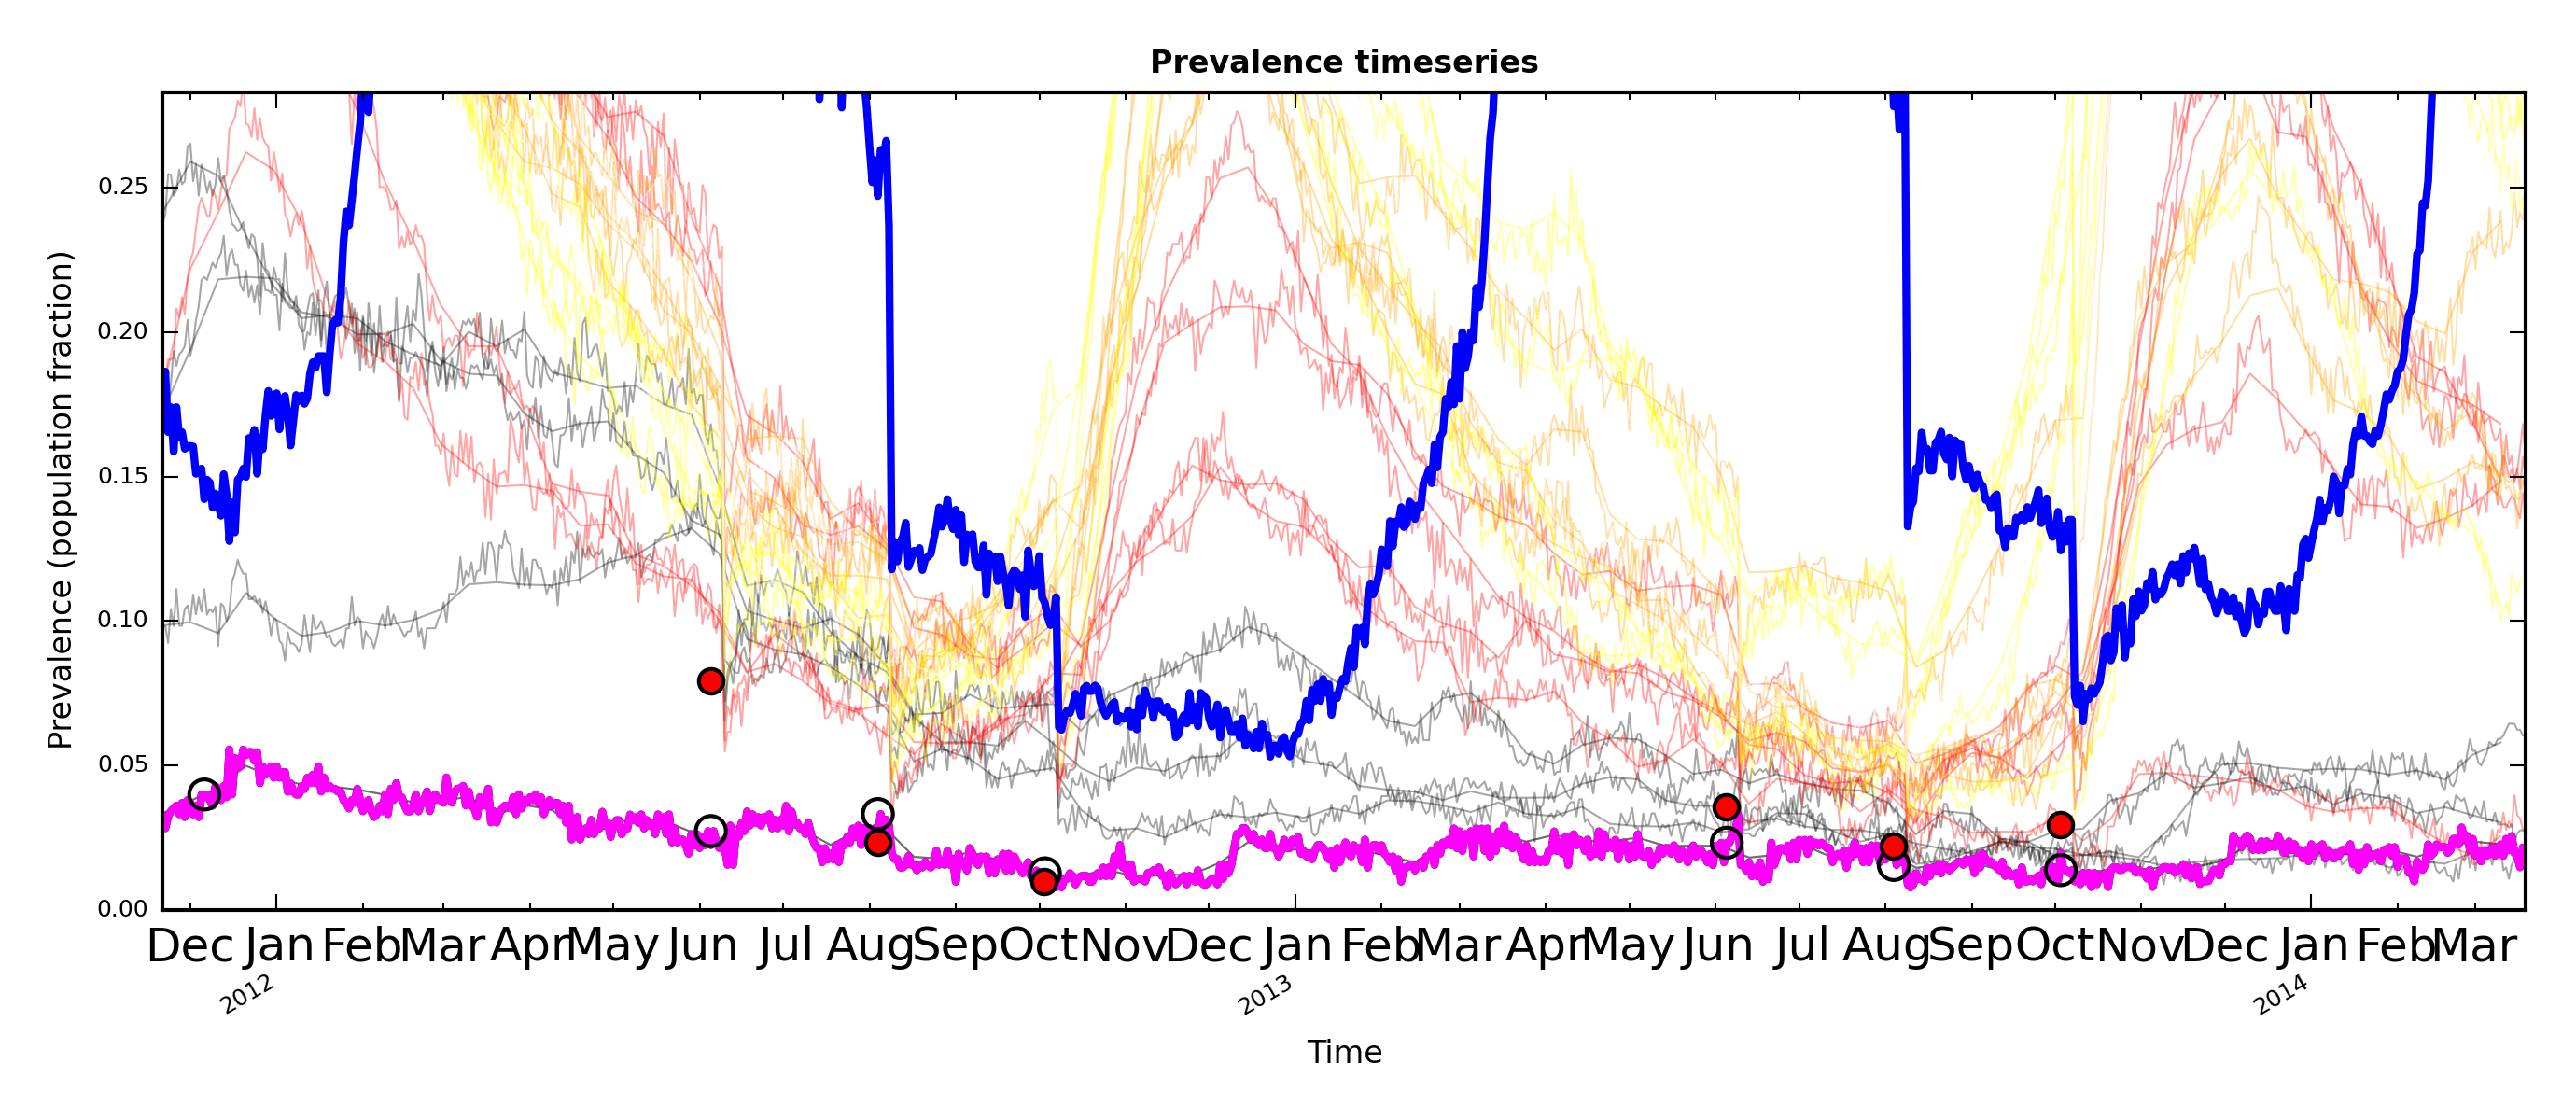 Prevalence timeseries
Prevalence (population fraction)
0.25
0.20
0.15
0.10
0.05
0.00
Dec Jan Feb Mar Apr May Jun Jul Aug Sep Oct Nov Dec Jan Feb Mar Apr May Jun Jul Aug Sep Oct Nov Dec Jan Feb Mar
2012 2013 2014
Time